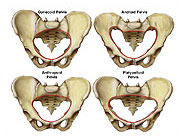 Gynecoid Pelvis
Android Pelvis
Anthropoid
Pelvis
Platypelloid
Pelvis